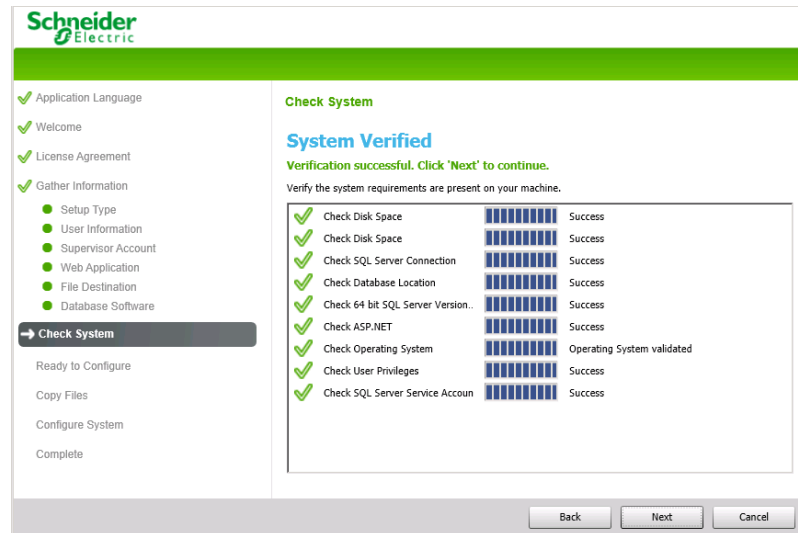 Schneider
Electric
Application Language
Welcome
License Agreement
Gather Information
Setup Type
User Information
Supervisor Account
Web Application
File Destination
Database Software
Check System
Ready to Configure
Copy Files
Configure System
Complete
Check System
System Verified
Verification successful. Click 'Next' to continue.
Verify the system requirements are present on your machine.
Check Disk Space Success
Check Disk Space Success
Check SQL Server Connection Success
Check Database Location Success
Check 64 bit SQL Server Version.. Success
Check ASP.NET Success
Check Operating System Operating System validated
Check User Privileges Success
Check SQL Server Service Accoun Success
Back Next Cancel